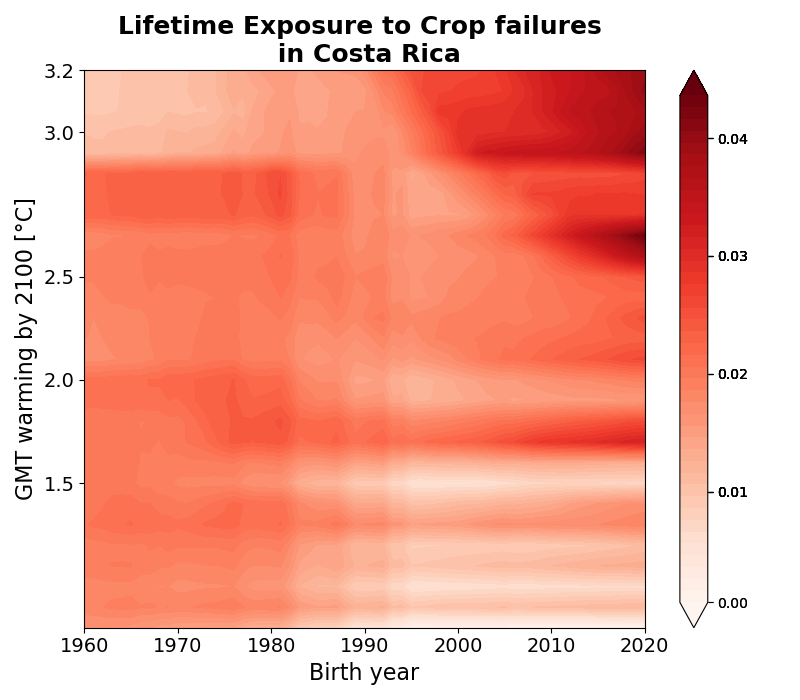 Lifetime Exposure to Crop failures
in Costa Rica
GMT warming by 2100 [°C]
3.2
3.0
2.5
2.0
1.5
1960 1970 1980 1990 2000 2010 2020
Birth year
0.04
0.03
0.02
0.01
0.00